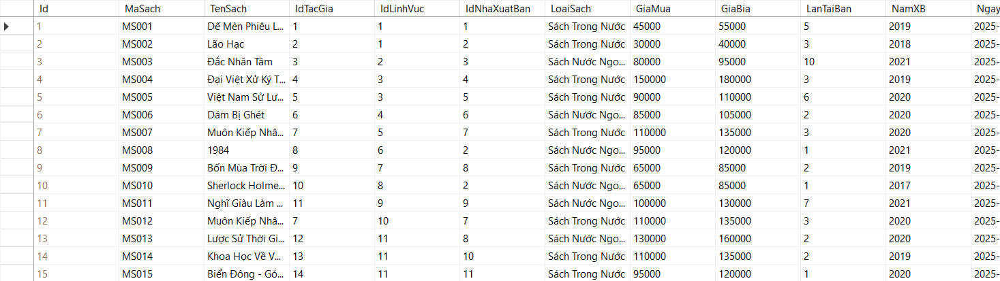 Id MaSach TenSach IdTacGia IdLinhVuc IdNhaXuatBan LoaiSach GiaMua GiaBia LanTaiBan NamXB Ngay
1 MS001 Dế Mèn Phiêu L... 1 1 1 Sách Trong Nước 45000 55000 5 2019 2025-
2 MS002 Lão Hạc 2 1 2 Sách Trong Nước 30000 40000 3 2018 2025-
3 MS003 Đắc Nhân Tâm 3 2 3 Sách Nước Ngo... 80000 95000 10 2021 2025-
4 MS004 Đại Việt Xử Ký T... 4 3 4 Sách Trong Nước 150000 180000 3 2019 2025-
5 MS005 Việt Nam Sử Lư... 5 3 5 Sách Trong Nước 90000 110000 6 2020 2025-
6 MS006 Dám Bị Ghét 6 4 6 Sách Nước Ngo... 85000 105000 2 2020 2025-
7 MS007 Muôn Kiếp Nhâ... 7 5 7 Sách Trong Nước 110000 135000 3 2020 2025-
8 MS008 1984 8 6 2 Sách Nước Ngo... 95000 120000 1 2021 2025-
9 MS009 Bốn Mùa Trời Đ... 9 7 8 Sách Trong Nước 65000 85000 2 2019 2025-
10 MS010 Sherlock Holme... 10 8 2 Sách Nước Ngo... 65000 85000 1 2017 2025-
11 MS011 Nghĩ Giàu Làm ... 11 9 9 Sách Nước Ngo... 100000 130000 7 2021 2025-
12 MS012 Muôn Kiếp Nhâ... 7 10 7 Sách Trong Nước 110000 135000 3 2020 2025-
13 MS013 Lược Sử Thời Gi... 12 11 8 Sách Nước Ngo... 130000 160000 2 2020 2025-
14 MS014 Khoa Học Về V... 13 11 10 Sách Trong Nước 110000 135000 2 2019 2025-
15 MS015 Biển Đông - Gó... 14 11 11 Sách Trong Nước 95000 120000 1 2020 2025-